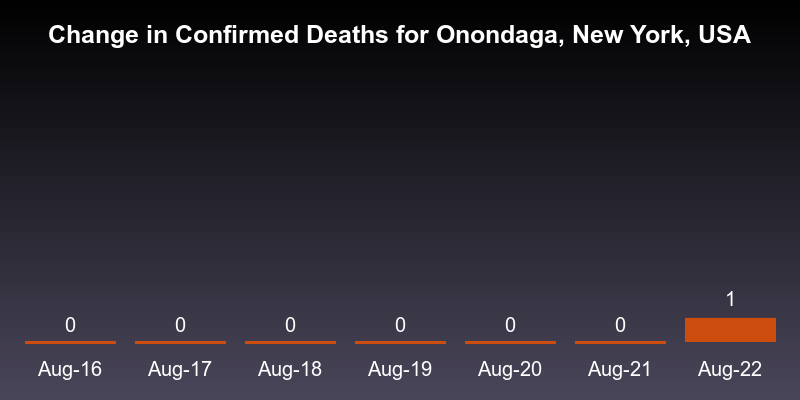 Change in Confirmed Deaths for Onondaga, New York, USA
0 0 0 0 0 0 1
Aug-16 Aug-17 Aug-18 Aug-19 Aug-20 Aug-21 Aug-22